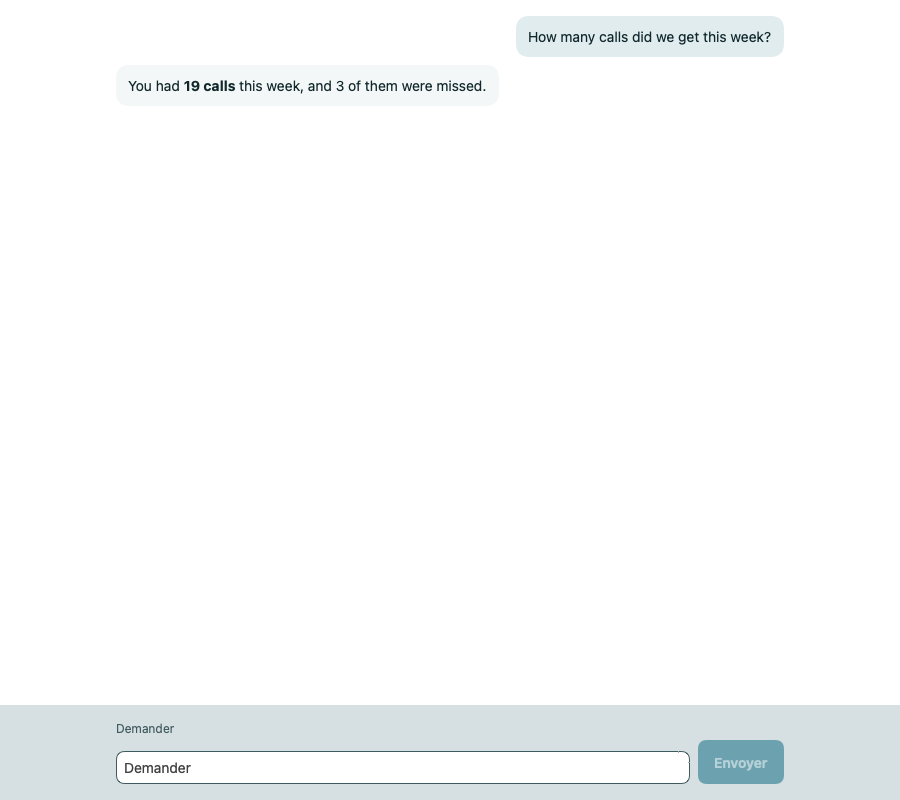 How many calls did we get this week?
You had 19 calls this week, and 3 of them were missed.
Demander
Demander
Envoyer